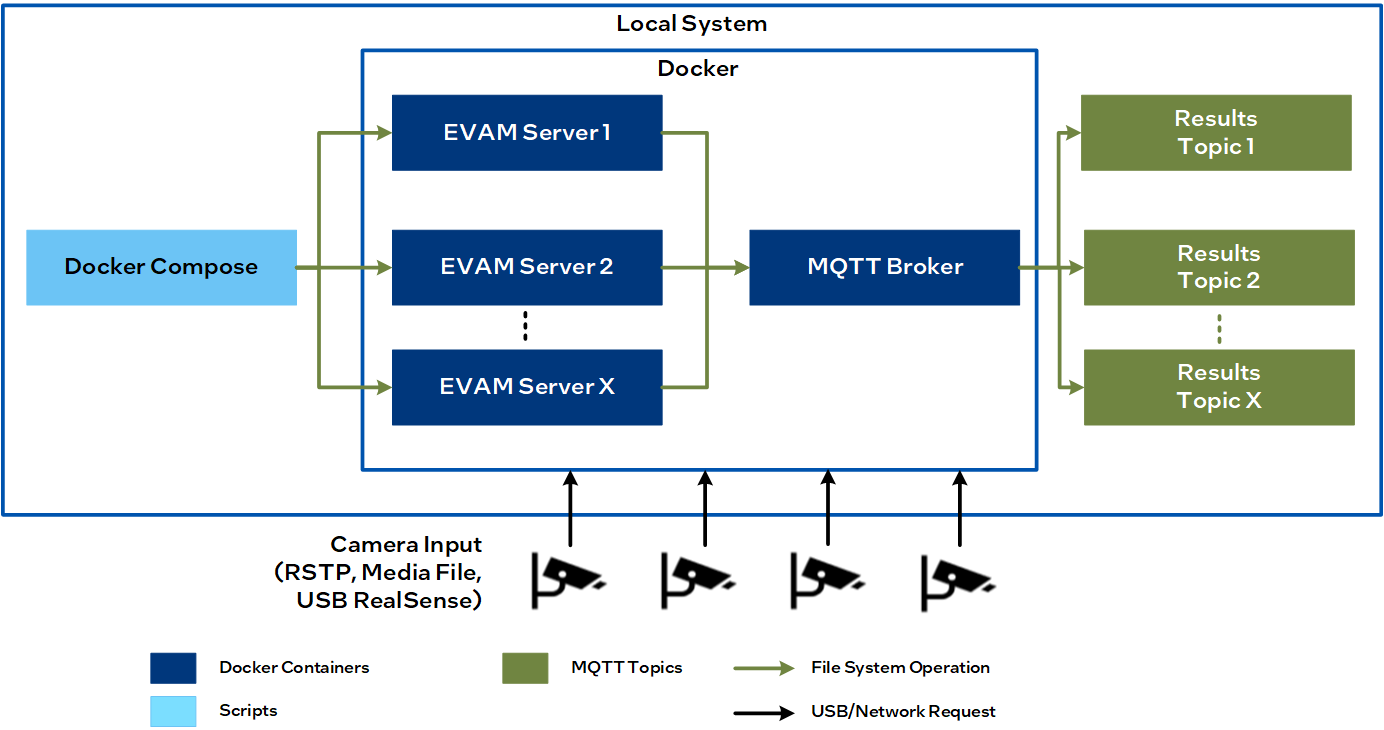 Local System
Docker
EVAM Server 1
Results
Topic 1
Docker Compose
EVAM Server 2
MQTT Broker
Results
Topic 2
EVAM Server X
Results
Topic X
Camera Input
(RSTP, Media File,
USB RealSense)
Docker Containers
MQTT Topics
File System Operation
Scripts
USB/Network Request